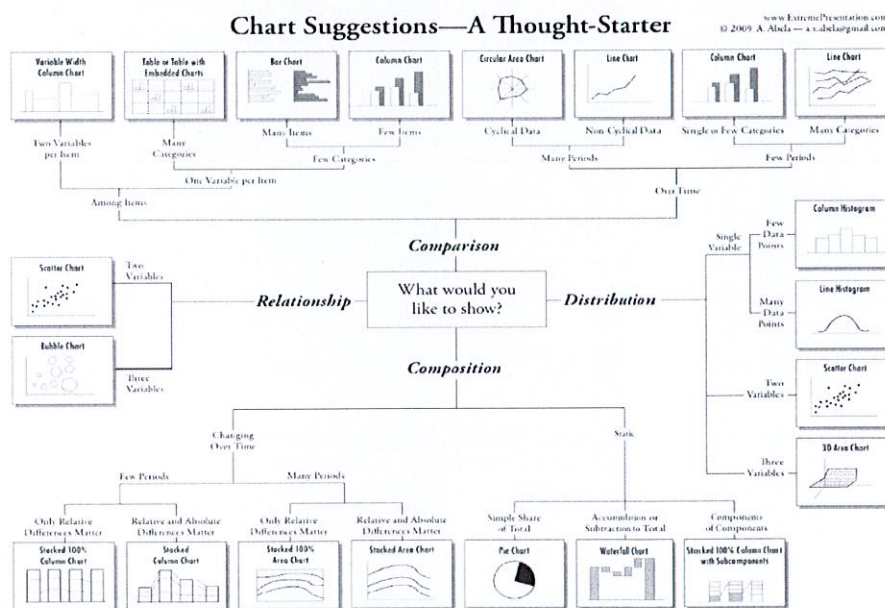 Chart Suggestions—A Thought-Starter
www.ExtremePresentation.com
© 2009 A. Abela — a.v.abela@gmail.com
Variable Width
Column Chart
Table or Table with
Embedded Charts
Bar Chart
Column Chart
Circular Area Chart
Line Chart
Column Chart
Line Chart
Many Items
Few Items
Cyclical Data
Non-Cyclical Data
Single or Few Categories
Many Categories
Two Variables
per Item
Many
Categories
Few Categories
Many Periods
Few Periods
One Variable per Item
Among Items
Over Time
Comparison
What would you
like to show?
Relationship
Two
Variables
Scatter Chart
Three
Variables
Bubble Chart
Distribution
Single
Variable
Few
Data
Points
Column Histogram
Many
Data
Points
Line Histogram
Two
Variables
Scatter Chart
Three
Variables
3D Area Chart
Composition
Changing
Over Time
Static
Few Periods
Many Periods
Only Relative
Differences Matter
Relative and Absolute
Differences Matter
Only Relative
Differences Matter
Relative and Absolute
Differences Matter
Simple Share
of Total
Accumulation or
Subtraction to Total
Components
of Components
Stacked 100%
Column Chart
Stacked
Column Chart
Stacked 100%
Area Chart
Stacked Area Chart
Pie Chart
Waterfall Chart
Stacked 100% Column Chart
with Subcomponents